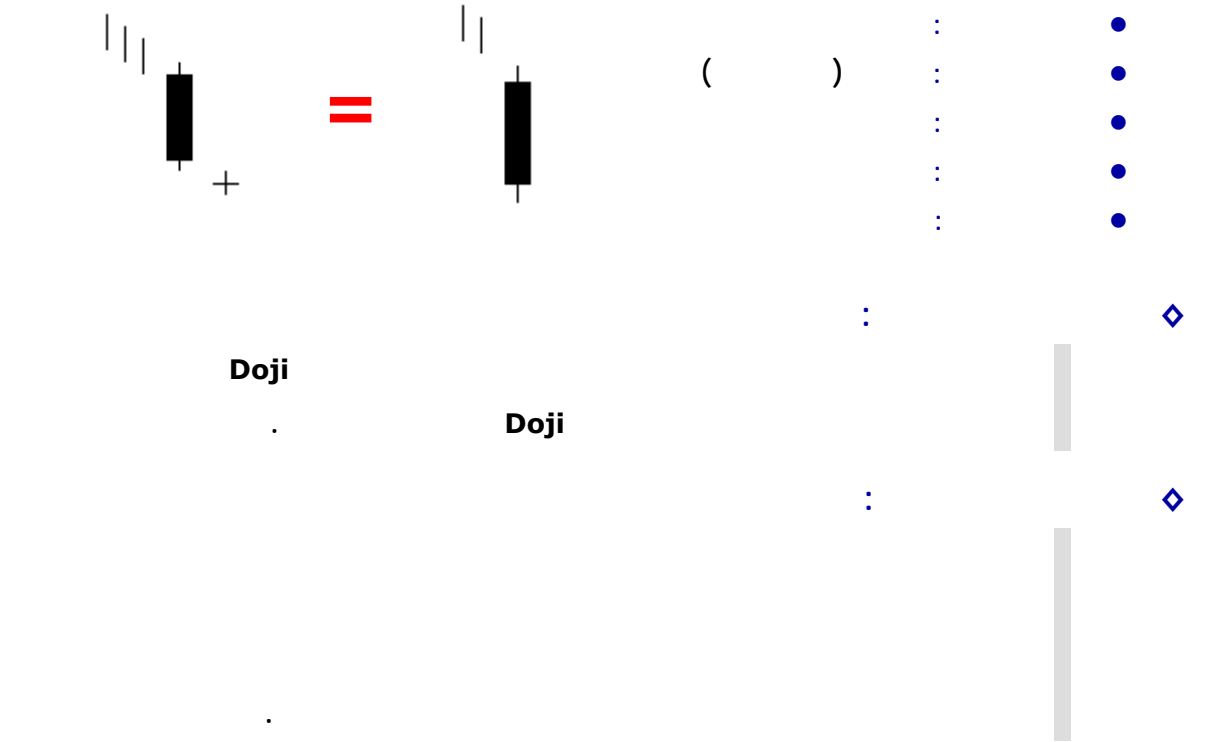 ● :
● : ( )
● :
● :
● :
=
◇ :
Doji
Doji .
◇ :
.